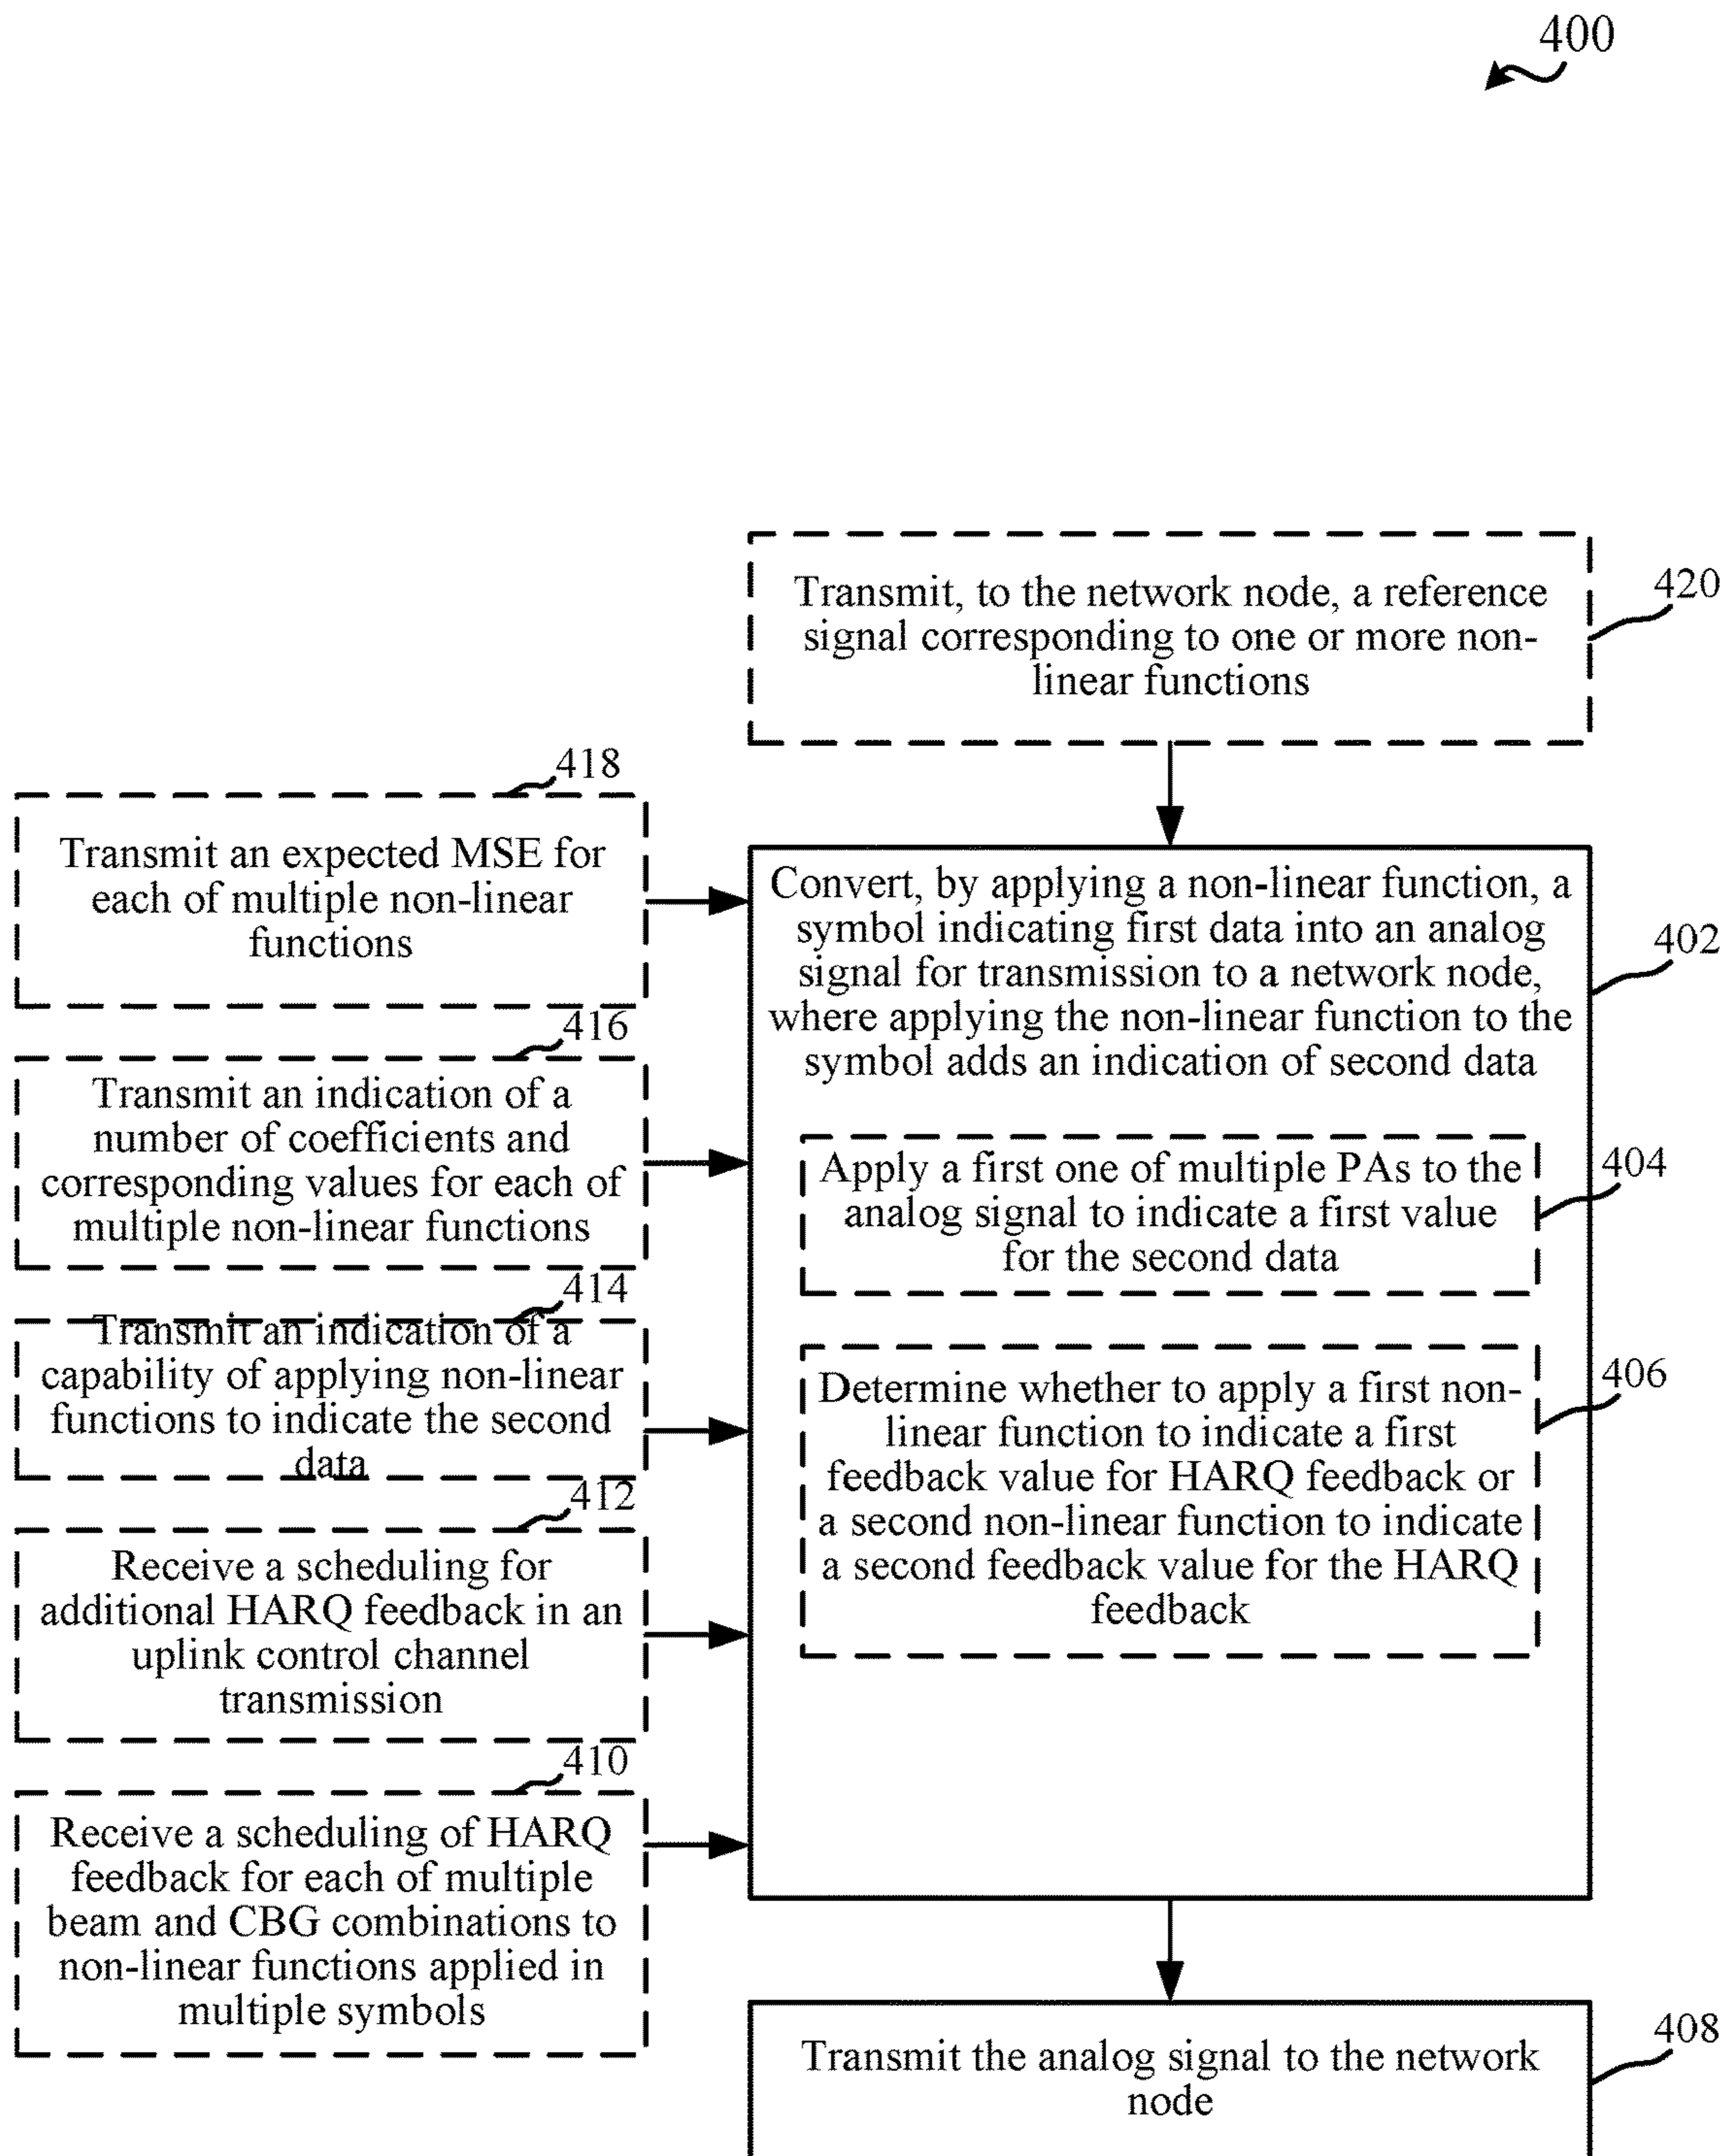 400
Transmit, to the network node, a reference
signal corresponding to one or more non-
linear functions
420
418
Transmit an expected MSE for
each of multiple non-linear
functions
416
Transmit an indication of a
number of coefficients and
corresponding values for each of
multiple non-linear functions
414
Transmit an indication of a
capability of applying non-linear
functions to indicate the second
data
412
Receive a scheduling for
additional HARQ feedback in an
uplink control channel
transmission
410
Receive a scheduling of HARQ
feedback for each of multiple
beam and CBG combinations to
non-linear functions applied in
multiple symbols
Convert, by applying a non-linear function, a
symbol indicating first data into an analog
signal for transmission to a network node,
where applying the non-linear function to the
symbol adds an indication of second data
402
Apply a first one of multiple PAs to the
analog signal to indicate a first value
for the second data
404
Determine whether to apply a first non-
linear function to indicate a first
feedback value for HARQ feedback or
a second non-linear function to indicate
a second feedback value for the HARQ
feedback
406
Transmit the analog signal to the network
node
408